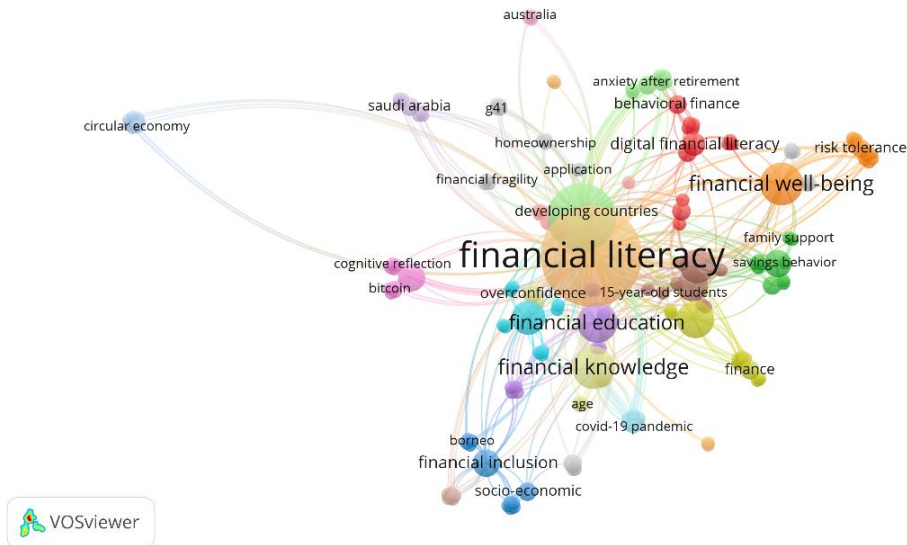 australia
anxiety after retirement
behavioral finance
saudi arabia
g41
circular economy
homeownership
digital financial literacy
risk tolerance
application
financial fragility
financial well-being
developing countries
family support
financial literacy
savings behavior
cognitive reflection
bitcoin
overconfidence
15-year-old students
financial education
financial knowledge
finance
age
covid-19 pandemic
borneo
financial inclusion
socio-economic
VOSviewer